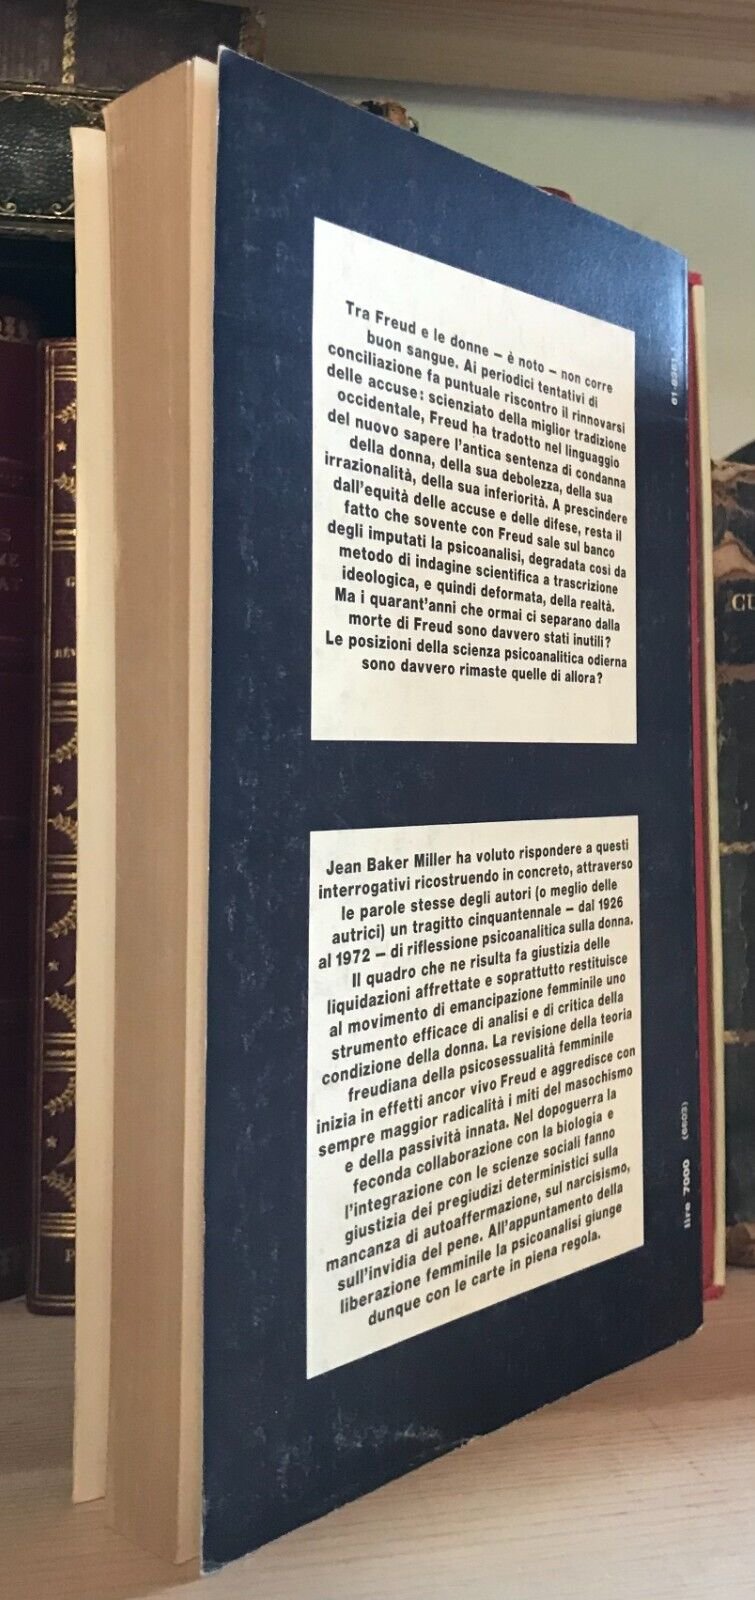 Tra Freud e le donne – è noto – non corre
buon sangue. Ai periodici tentativi di
conciliazione fa puntuale riscontro il rinnovarsi
delle accuse: scienziato della miglior tradizione
occidentale, Freud ha tradotto nel linguaggio
del nuovo sapere l'antica sentenza di condanna
della donna, della sua debolezza, della sua
irrazionalità, della sua inferiorità. A prescindere
dall'equità delle accuse e delle difese, resta il
fatto che sovente con Freud sale sul banco
degli imputati la psicoanalisi, degradata così da
metodo di indagine scientifica a trascrizione
ideologica, e quindi deformata, della realtà.
Ma i quarant'anni che ormai ci separano dalla
morte di Freud sono davvero stati inutili?
Le posizioni della scienza psicoanalitica odierna
sono davvero rimaste quelle di allora?
Jean Baker Miller ha voluto rispondere a questi
interrogativi ricostruendo in concreto, attraverso
le parole stesse degli autori (o meglio delle
autrici) un tragitto cinquantennale – dal 1926
al 1972 – di riflessione psicoanalitica sulla donna.
Il quadro che ne risulta fa giustizia delle
liquidazioni affrettate e soprattutto restituisce
al movimento di emancipazione femminile uno
strumento efficace di analisi e di critica della
condizione della donna. La revisione della teoria
freudiana della psicosessualità femminile
inizia in effetti ancor vivo Freud e aggredisce con
sempre maggior radicalità i miti del masochismo
e della passività innata. Nel dopoguerra la
feconda collaborazione con la biologia e
l'integrazione con le scienze sociali fanno
giustizia dei pregiudizi deterministici sulla
mancanza di autoaffermazione, sul narcisismo,
sull'invidia del pene. All'appuntamento della
liberazione femminile la psicoanalisi giunge
dunque con le carte in piena regola.
lire 7000 (6603)
CU